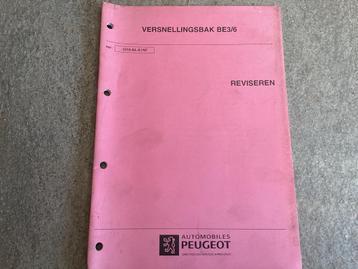 VERSNELLINGSBAK BE3/6
REVISEREN
AUTOMOBILES
PEUGEOT